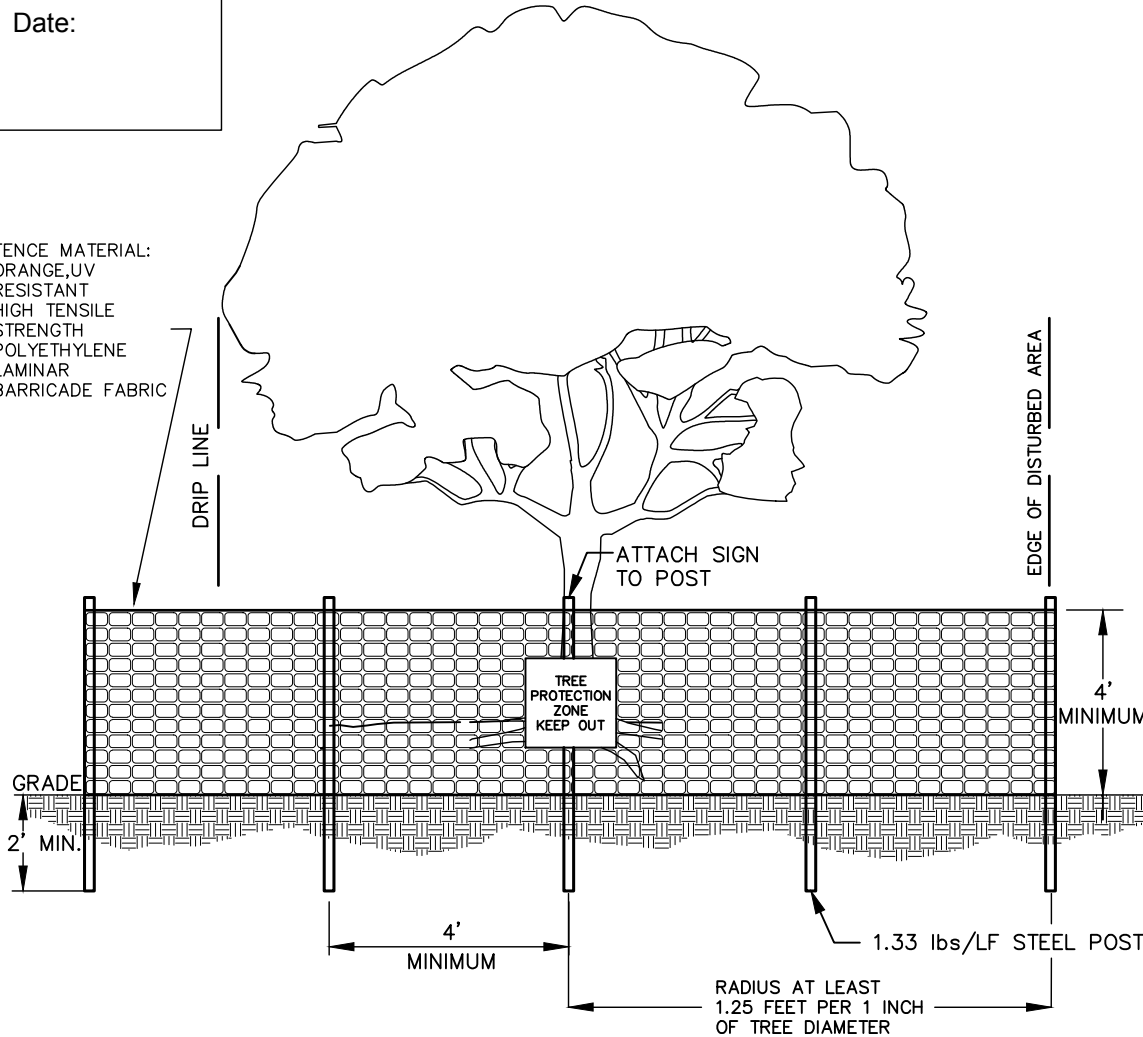 Date:
FENCE MATERIAL:
ORANGE,UV
RESISTANT
HIGH TENSILE
STRENGTH
POLYETHYLENE
LAMINAR
BARRICADE FABRIC
DRIP LINE
EDGE OF DISTURBED AREA
ATTACH SIGN
TO POST
TREE
PROTECTION
ZONE
KEEP OUT
4'
MINIMUM
GRADE
2' MIN.
4'
MINIMUM
1.33 lbs/LF STEEL POST
RADIUS AT LEAST
1.25 FEET PER 1 INCH
OF TREE DIAMETER